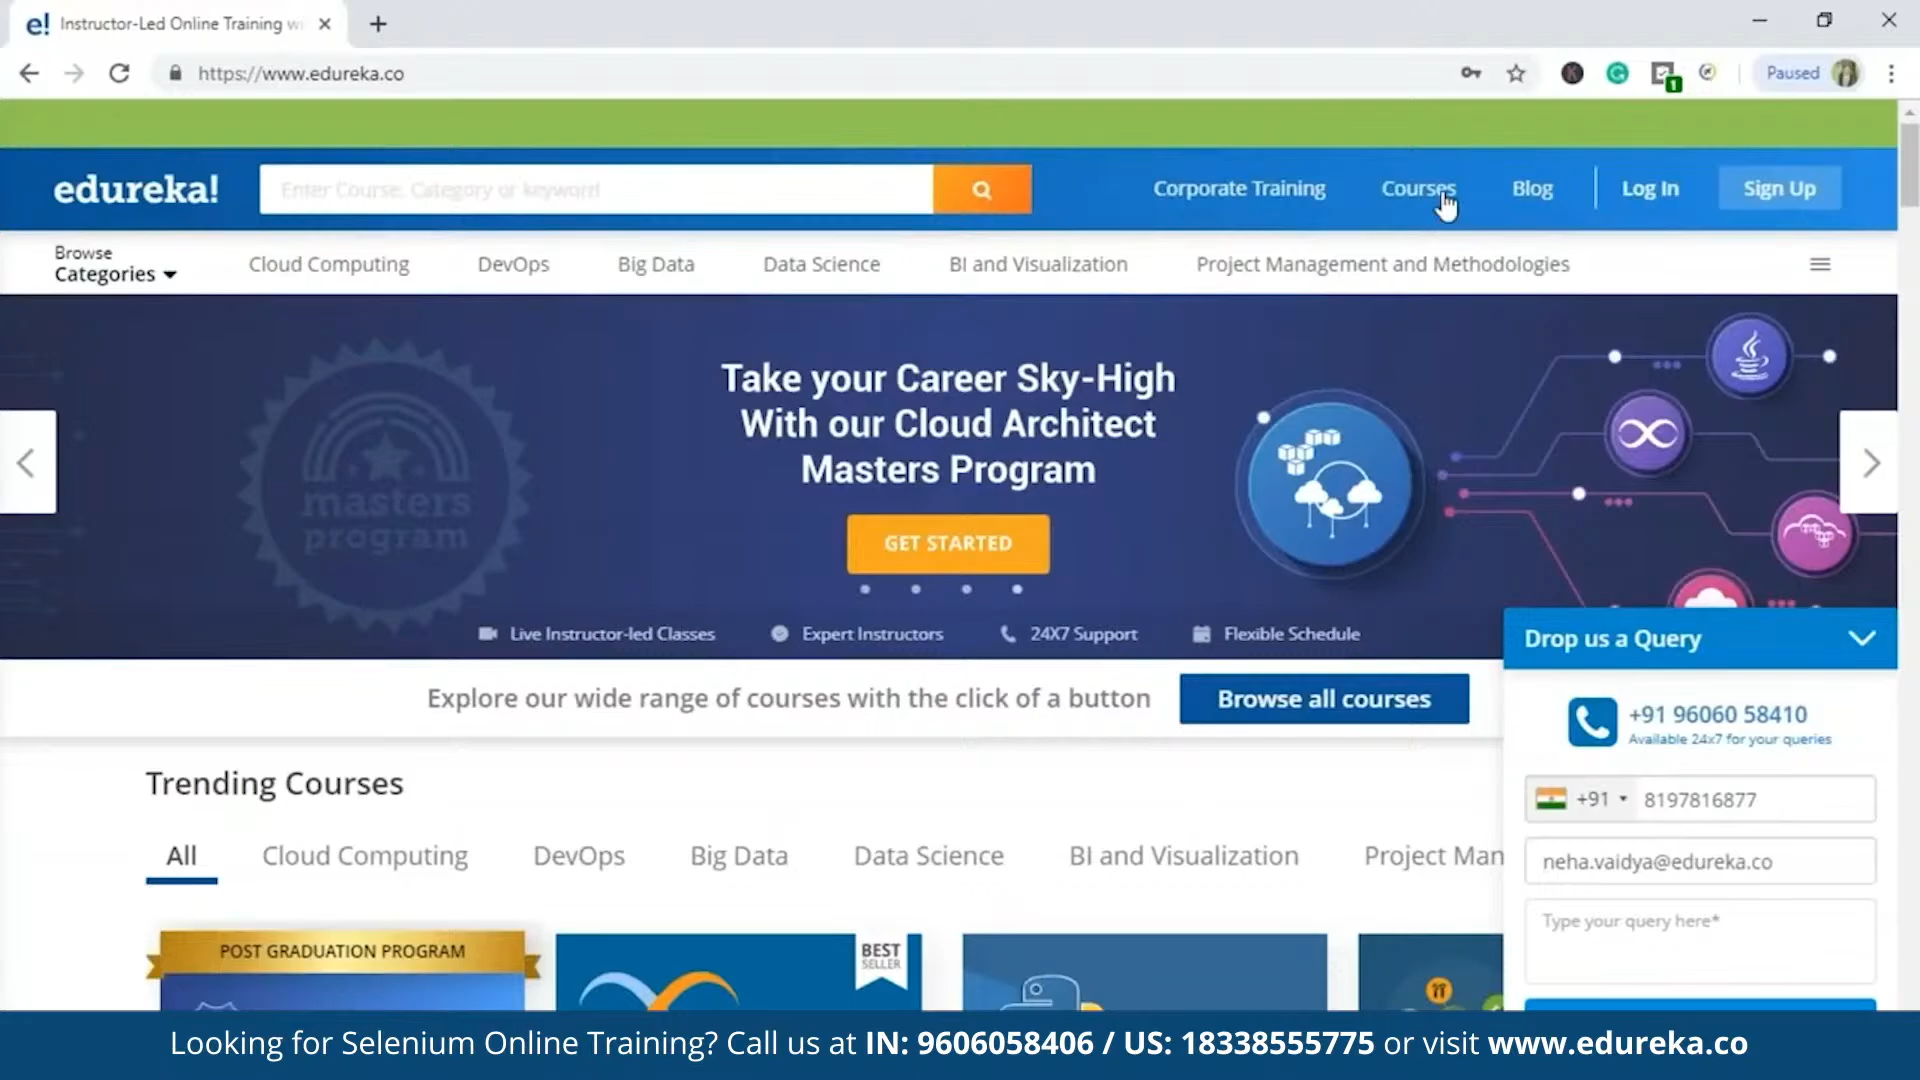 e! Instructor-Led Online Training w
https://www.edureka.co
1
Paused
edureka!
Enter Course, Category or keyword
Corporate Training
Courses
Blog
Log In
Sign Up
Browse
Categories
Cloud Computing
DevOps
Big Data
Data Science
BI and Visualization
Project Management and Methodologies
masters
program
Take your Career Sky-High
With our Cloud Architect
Masters Program
GET STARTED
Live Instructor-led Classes
Expert Instructors
24X7 Support
Flexible Schedule
Explore our wide range of courses with the click of a button
Browse all courses
Drop us a Query
+91 96060 58410
Available 24x7 for your queries
+91
8197816877
neha.vaidya@edureka.co
Type your query here*
Trending Courses
All
Cloud Computing
DevOps
Big Data
Data Science
BI and Visualization
Project Man
POST GRADUATION PROGRAM
BEST
SELLER
Looking for Selenium Online Training? Call us at IN: 9606058406 / US: 18338555775 or visit www.edureka.co